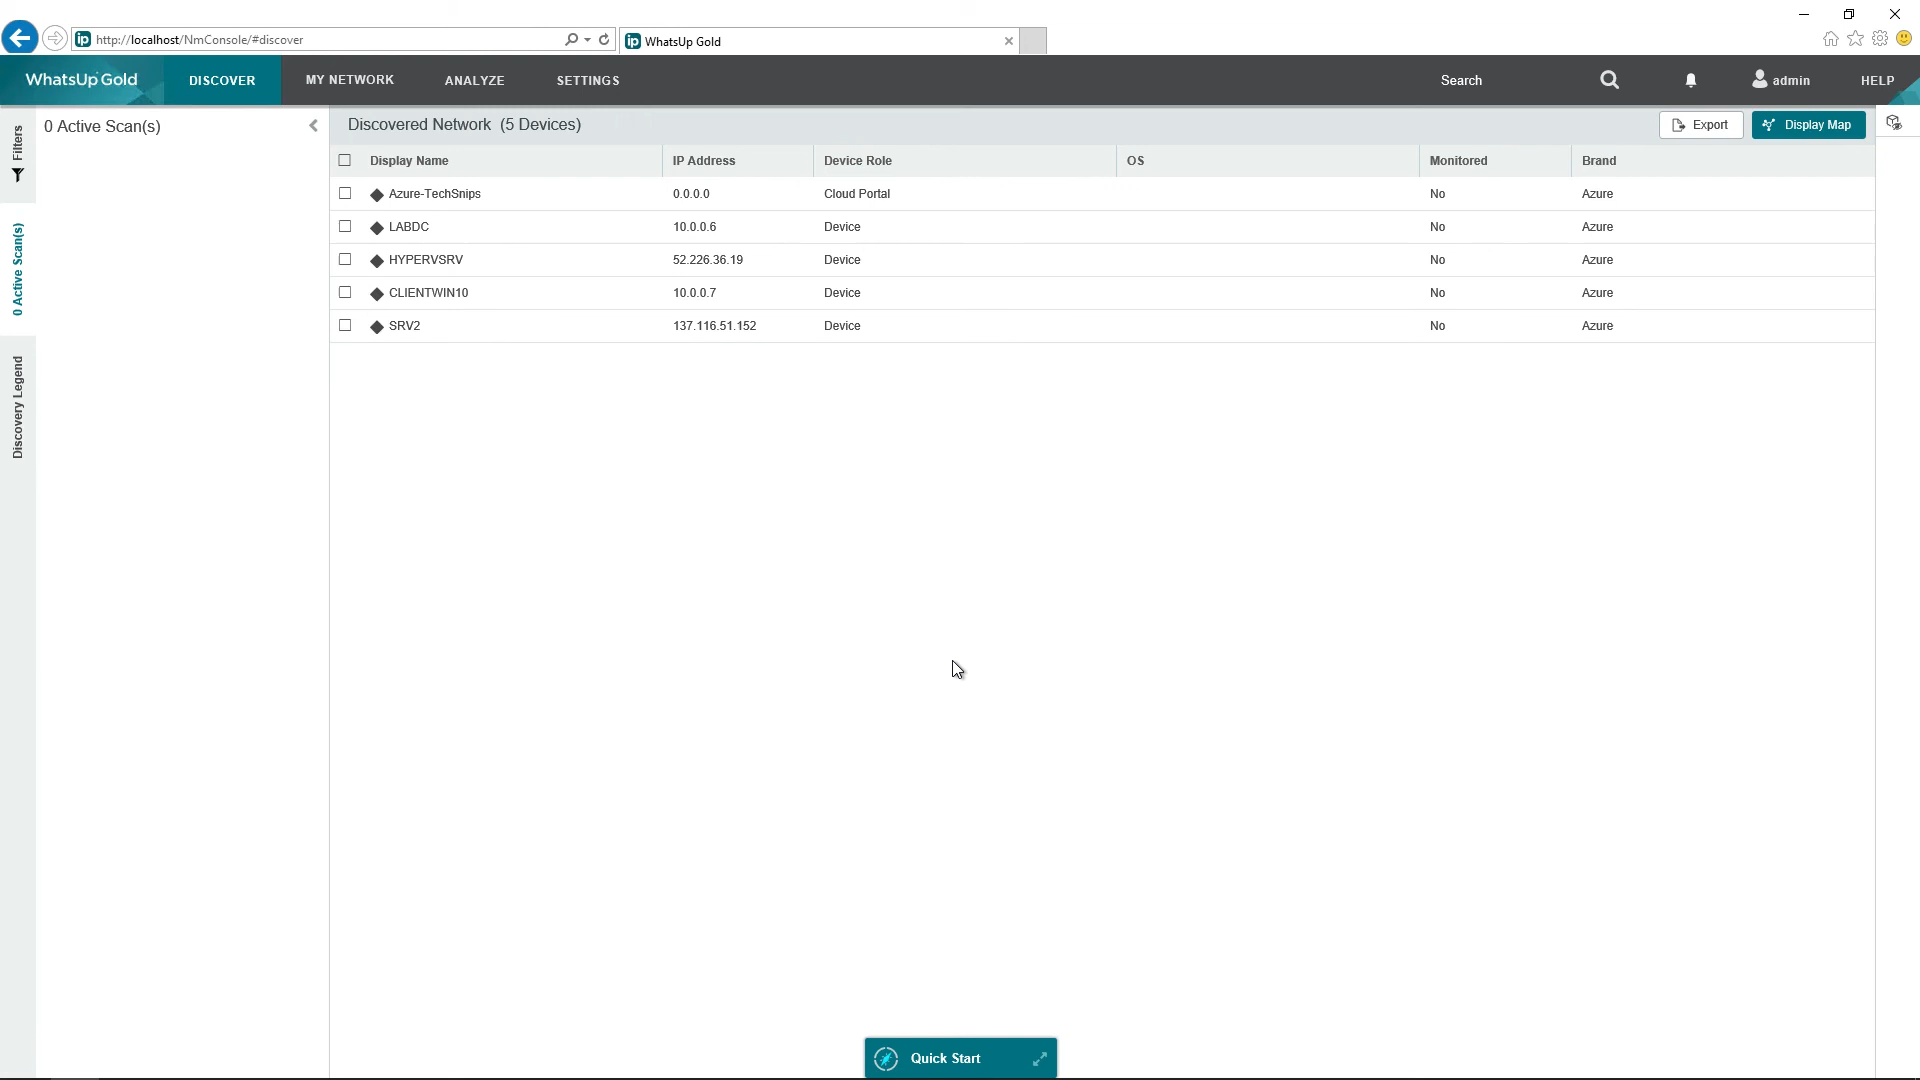 http://localhost/NmConsole/#discover
WhatsUp Gold
WhatsUp Gold
DISCOVER
MY NETWORK
ANALYZE
SETTINGS
Search
admin
HELP
Filters
0 Active Scan(s)
Discovery Legend
0 Active Scan(s)
Discovered Network (5 Devices)
Export
Display Map
Display Name IP Address Device Role OS Monitored Brand
Azure-TechSnips 0.0.0.0 Cloud Portal No Azure
LABDC 10.0.0.6 Device No Azure
HYPERVSRV 52.226.36.19 Device No Azure
CLIENTWIN10 10.0.0.7 Device No Azure
SRV2 137.116.51.152 Device No Azure
Quick Start